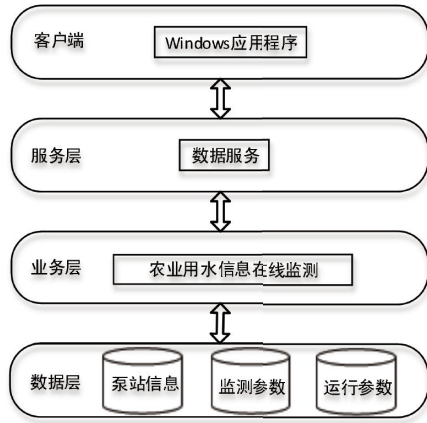 客户端
Windows应用程序
服务层
数据服务
业务层
农业用水信息在线监测
数据层
泵站信息
监测参数
运行参数